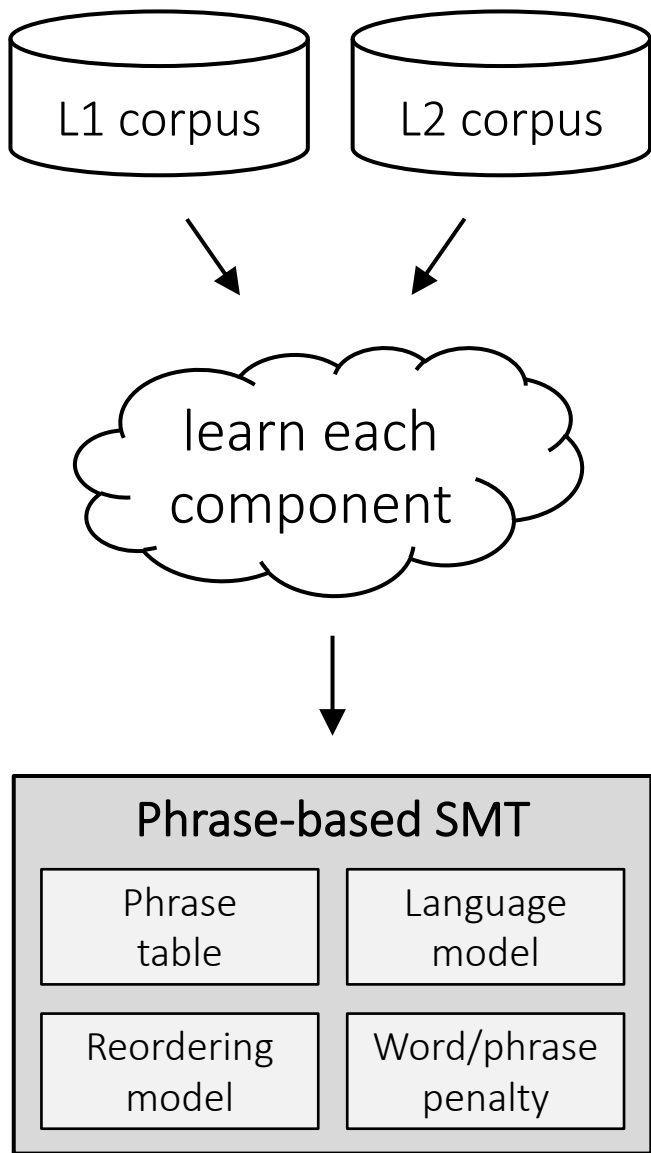 L1 corpus
L2 corpus
learn each
component
Phrase-based SMT
Phrase
table
Language
model
Reordering
model
Word/phrase
penalty